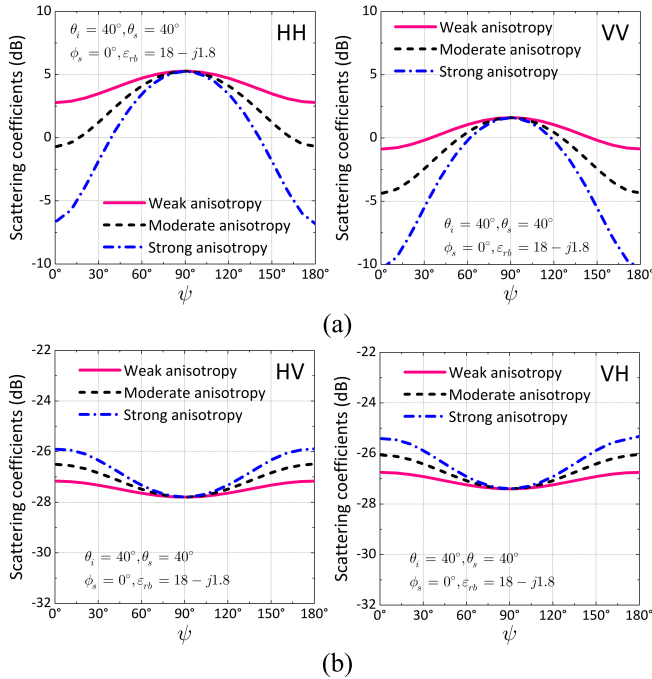 Scattering coefficients (dB)
10
5
0
-5
-10
θi = 40°, θs = 40°
ϕs = 0°, εrb = 18 − j1.8
HH
Weak anisotropy
Moderate anisotropy
Strong anisotropy
0° 30° 60° 90° 120° 150° 180°
ψ
Scattering coefficients (dB)
10
5
0
-5
-10
VV
Weak anisotropy
Moderate anisotropy
Strong anisotropy
θi = 40°, θs = 40°
ϕs = 0°, εrb = 18 − j1.8
0° 30° 60° 90° 120° 150° 180°
ψ
(a)
Scattering coefficients (dB)
-22
-24
-26
-28
-30
-32
HV
Weak anisotropy
Moderate anisotropy
Strong anisotropy
θi = 40°, θs = 40°
ϕs = 0°, εrb = 18 − j1.8
0° 30° 60° 90° 120° 150° 180°
ψ
Scattering coefficients (dB)
-22
-24
-26
-28
-30
-32
VH
Weak anisotropy
Moderate anisotropy
Strong anisotropy
θi = 40°, θs = 40°
ϕs = 0°, εrb = 18 − j1.8
0° 30° 60° 90° 120° 150° 180°
ψ
(b)